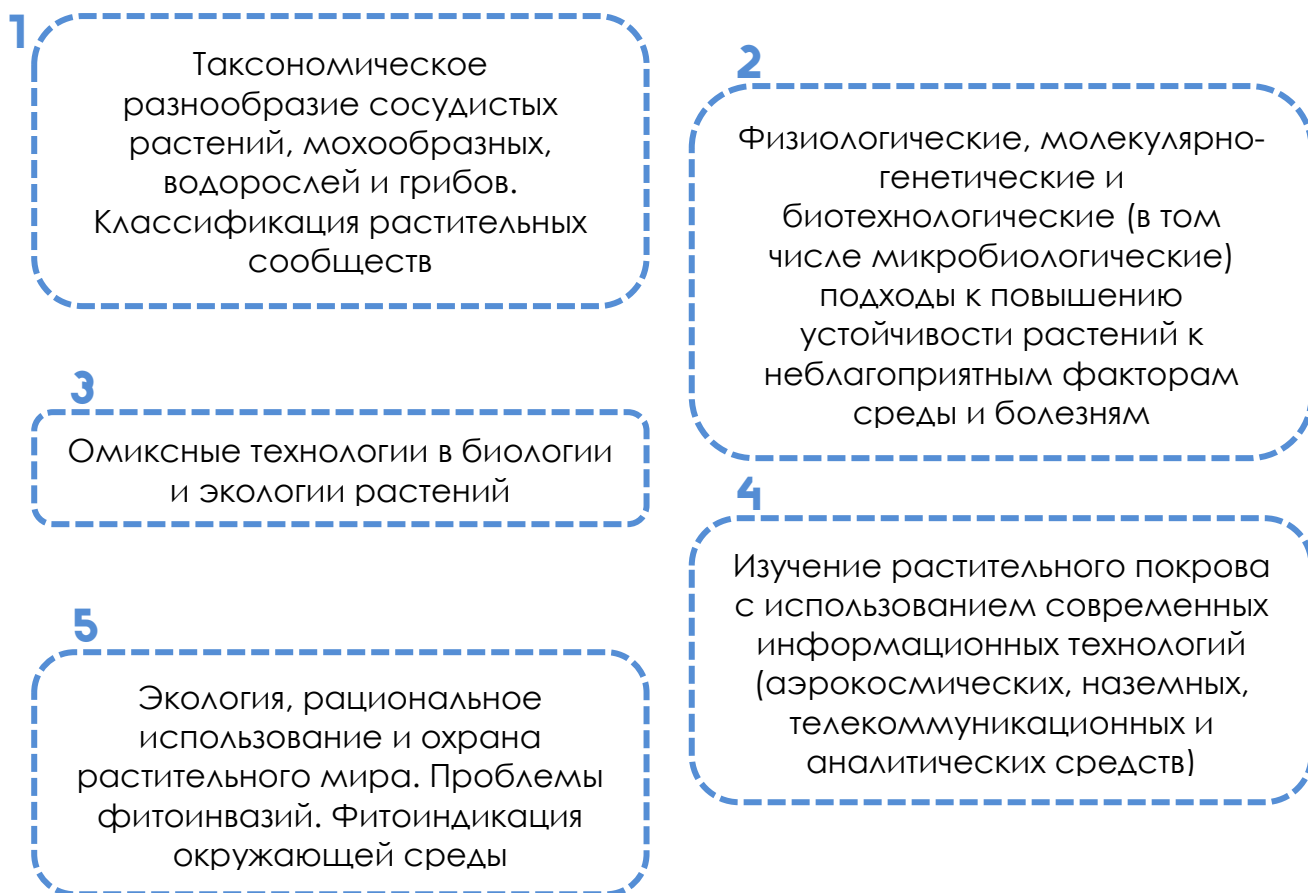 1
Таксономическое
разнообразие сосудистых
растений, мохообразных,
водорослей и грибов.
Классификация растительных
сообществ
2
Физиологические, молекулярно-
генетические и
биотехнологические (в том
числе микробиологические)
подходы к повышению
устойчивости растений к
неблагоприятным факторам
среды и болезням
3
Омиксные технологии в биологии
и экологии растений
4
Изучение растительного покрова
с использованием современных
информационных технологий
(аэрокосмических, наземных,
телекоммуникационных и
аналитических средств)
5
Экология, рациональное
использование и охрана
растительного мира. Проблемы
фитоинвазий. Фитоиндикация
окружающей среды